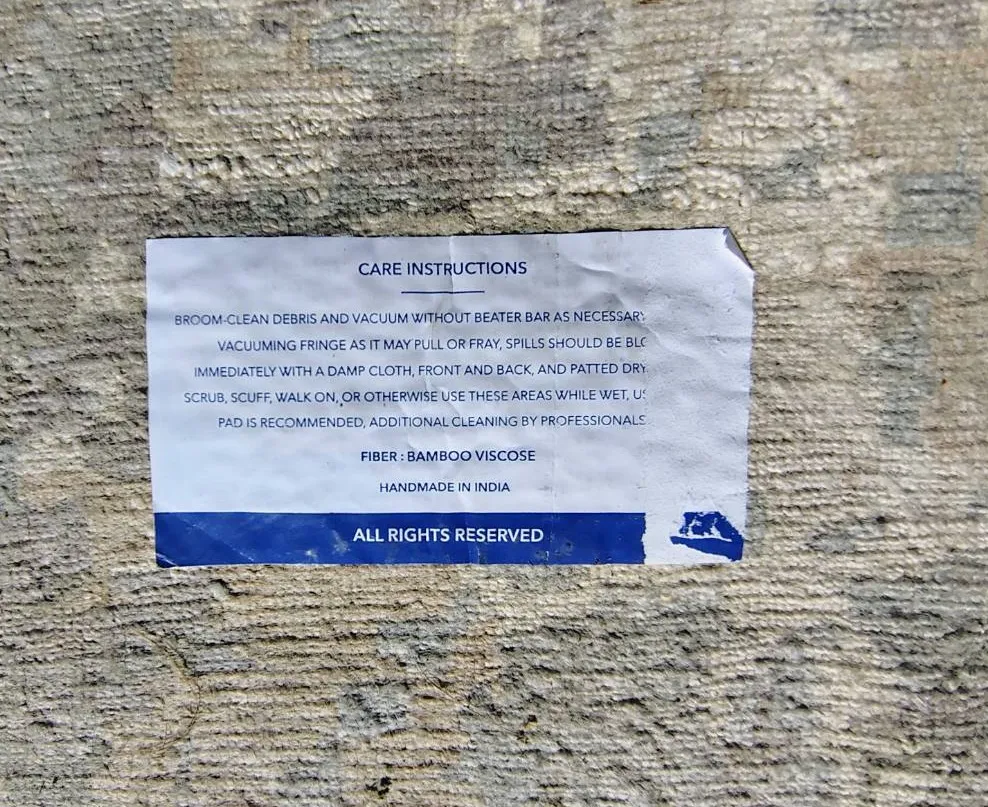 CARE INSTRUCTIONS
BROOM-CLEAN DEBRIS AND VACUUM WITHOUT BEATER BAR AS NECESSARY
VACUUMING FRINGE AS IT MAY PULL OR FRAY, SPILLS SHOULD BE
IMMEDIATELY WITH A DAMP CLOTH, FRONT AND BACK, AND PATTED DRY
SCRUB, SCUFF, WALK ON, OR OTHERWISE USE THESE AREAS WHILE WET,
PAD IS RECOMMENDED, ADDITIONAL CLEANING BY PROFESSIONALS
FIBER : BAMBOO VISCOSE
HANDMADE IN INDIA
ALL RIGHTS RESERVED